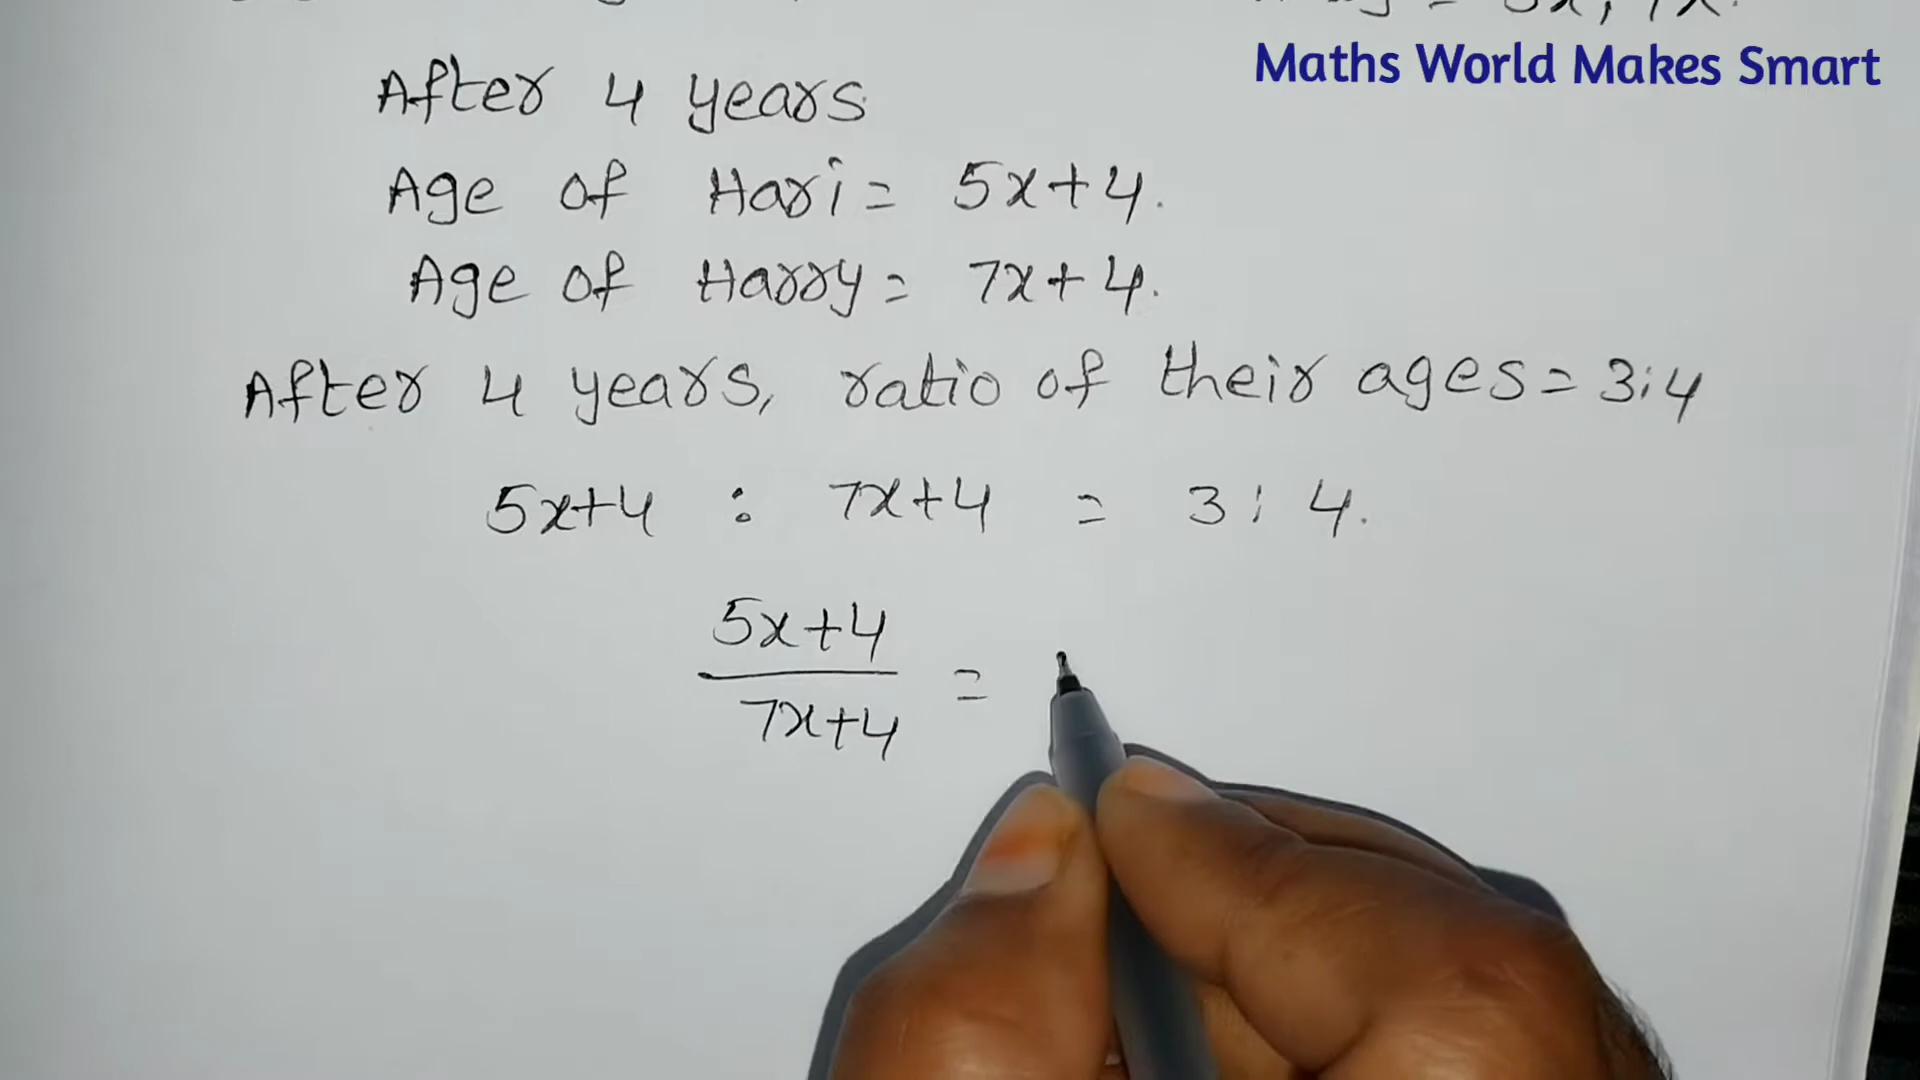 Maths World Makes Smart
After 4 years
Age of Hari = 5x+4.
Age of Harry = 7x+4.
After 4 years, ratio of their ages = 3:4
5x+4 : 7x+4 = 3 : 4.
5x+4
7x+4
=